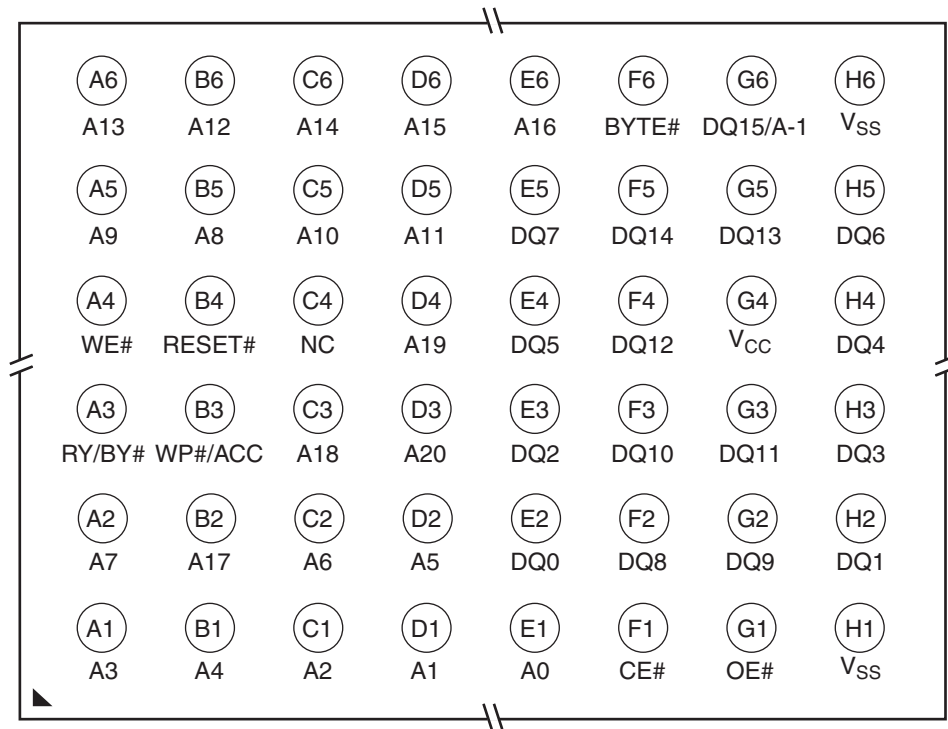 A6 B6 C6 D6 E6 F6 G6 H6
A13 A12 A14 A15 A16 BYTE# DQ15/A-1 VSS
A5 B5 C5 D5 E5 F5 G5 H5
A9 A8 A10 A11 DQ7 DQ14 DQ13 DQ6
A4 B4 C4 D4 E4 F4 G4 H4
WE# RESET# NC A19 DQ5 DQ12 VCC DQ4
A3 B3 C3 D3 E3 F3 G3 H3
RY/BY# WP#/ACC A18 A20 DQ2 DQ10 DQ11 DQ3
A2 B2 C2 D2 E2 F2 G2 H2
A7 A17 A6 A5 DQ0 DQ8 DQ9 DQ1
A1 B1 C1 D1 E1 F1 G1 H1
A3 A4 A2 A1 A0 CE# OE# VSS